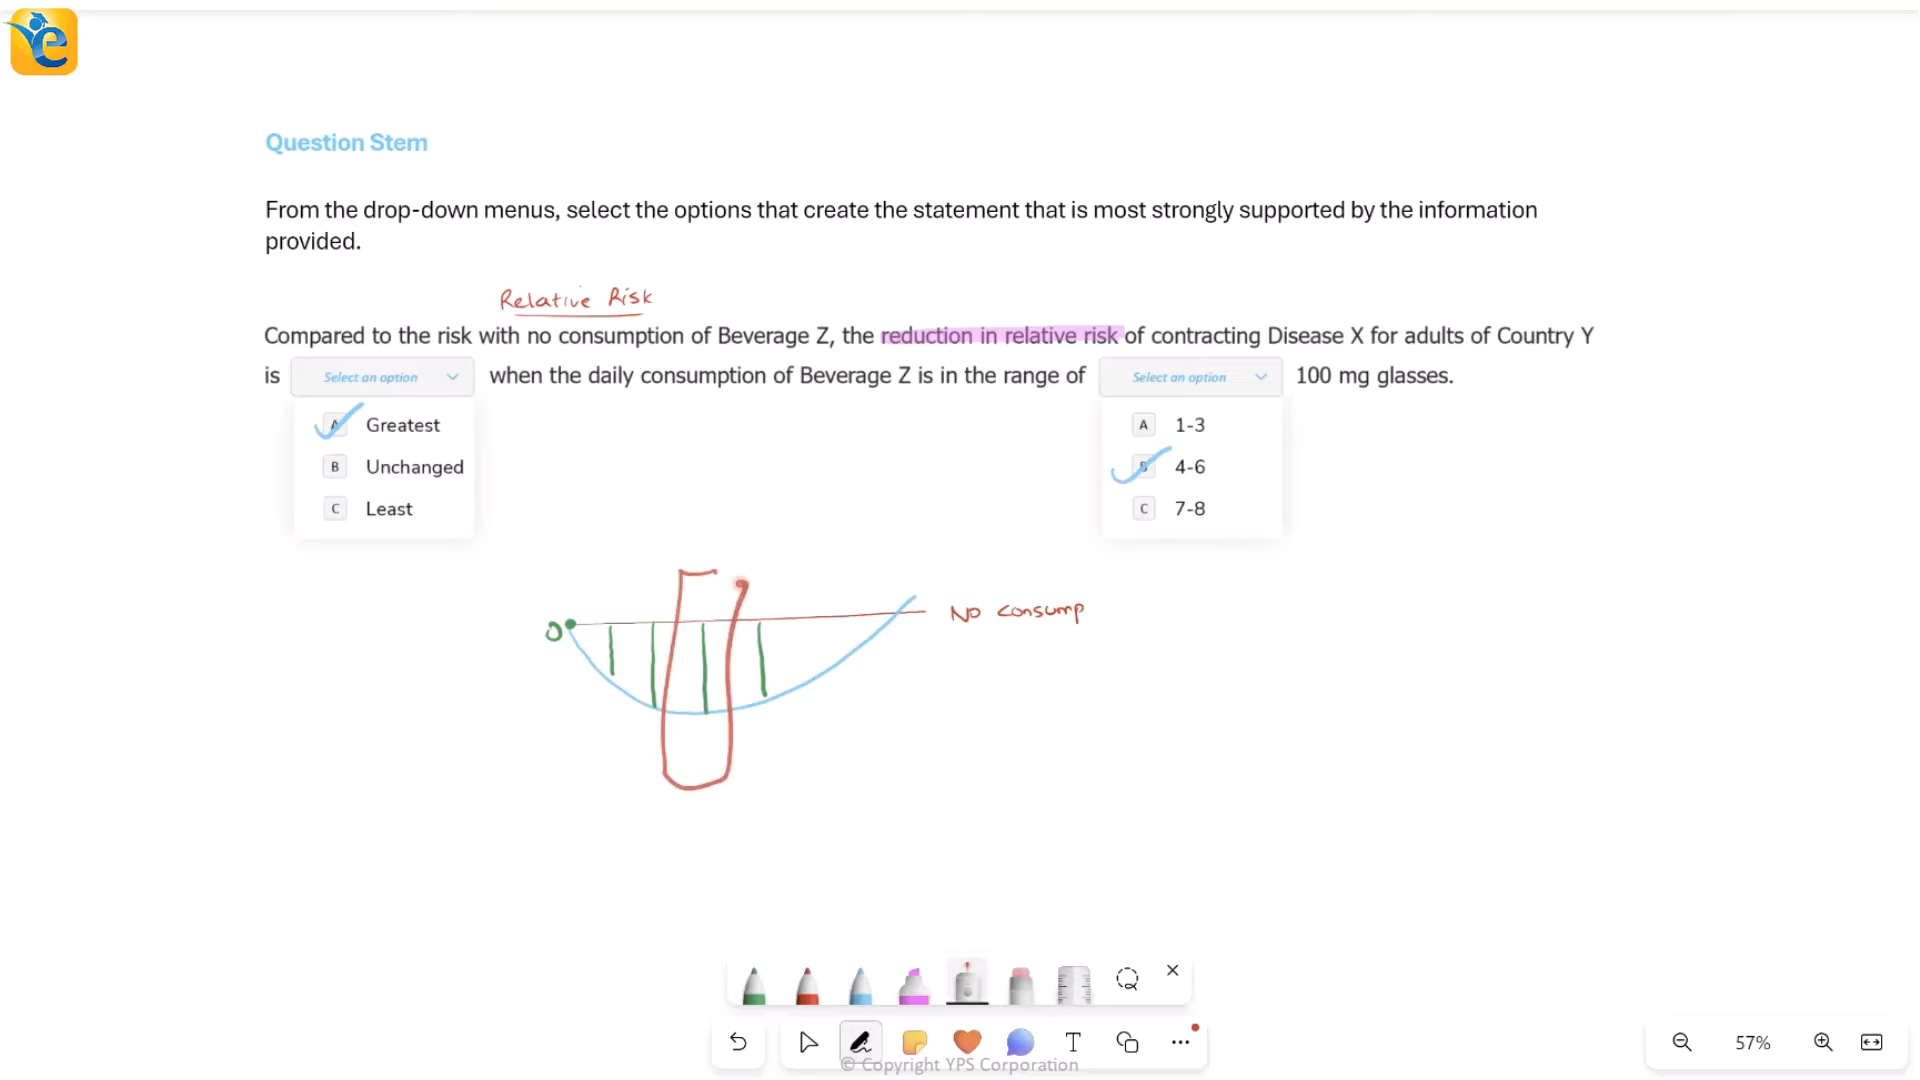 e
Question Stem
From the drop-down menus, select the options that create the statement that is most strongly supported by the information
provided.
Relative Risk
Compared to the risk with no consumption of Beverage Z, the reduction in relative risk of contracting Disease X for adults of Country Y
is Select an option when the daily consumption of Beverage Z is in the range of Select an option 100 mg glasses.
A Greatest
B Unchanged
C Least
A 1-3
B 4-6
C 7-8
0
No consump
T
57%
© Copyright YPS Corporation